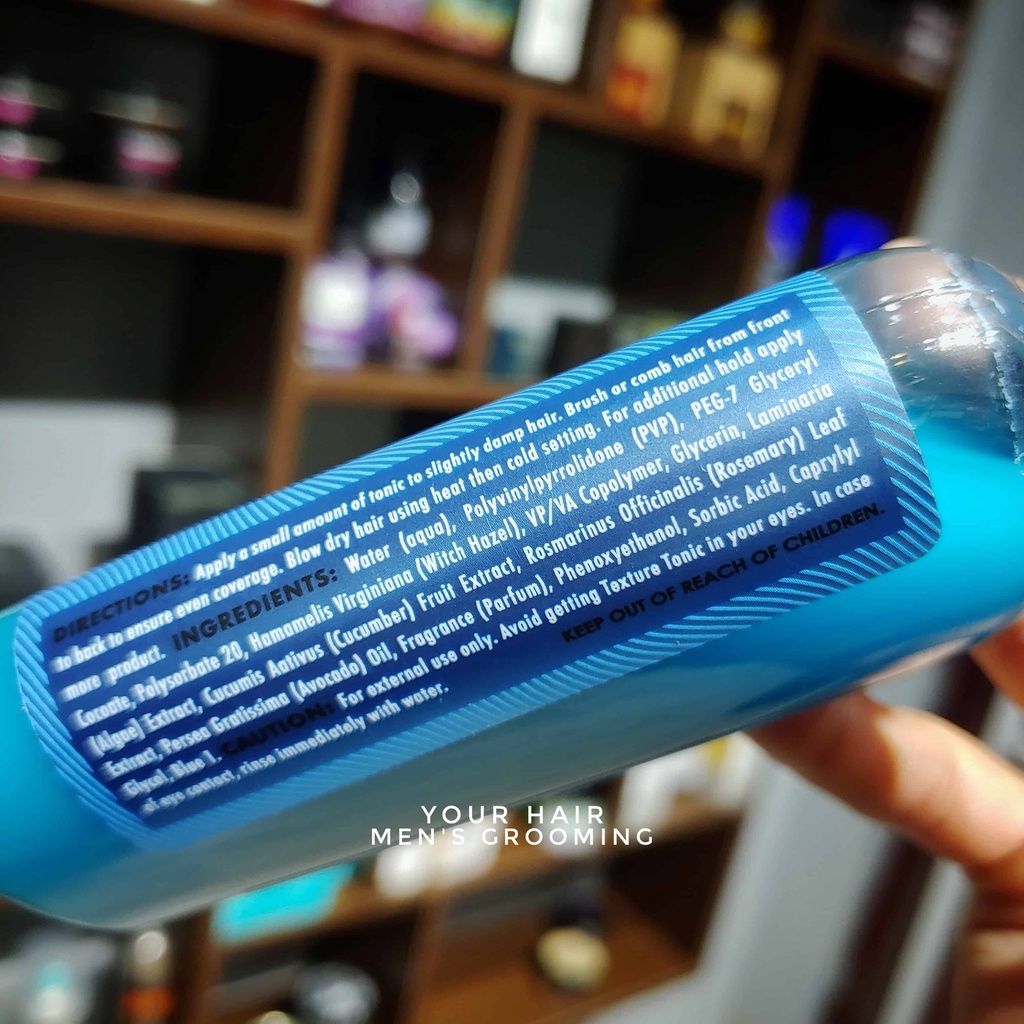 DIRECTIONS: Apply a small amount of tonic to slightly damp hair. Brush or comb hair from front
to back to ensure even coverage. Blow dry hair using heat then cold setting. For additional hold apply
more product. INGREDIENTS: Water (aqua), Polyvinylpyrrolidone (PVP), PEG-7 Glyceryl
Cocoate, Polysorbate 20, Hamamelis Virginiana (Witch Hazel), VP/VA Copolymer, Glycerin, Laminaria
(Algae) Extract, Cucumis Aativus (Cucumber) Fruit Extract, Rosmarinus Officinalis (Rosemary) Leaf
Extract, Persea Gratissima (Avocado) Oil, Fragrance (Parfum), Phenoxyethanol, Sorbic Acid, Caprylyl
Glycol, Blue 1. CAUTION: For external use only. Avoid getting Texture Tonic in your eyes. In case
of eye contact, rinse immediately with water. KEEP OUT OF REACH OF CHILDREN.
YOUR HAIR
MEN'S GROOMING